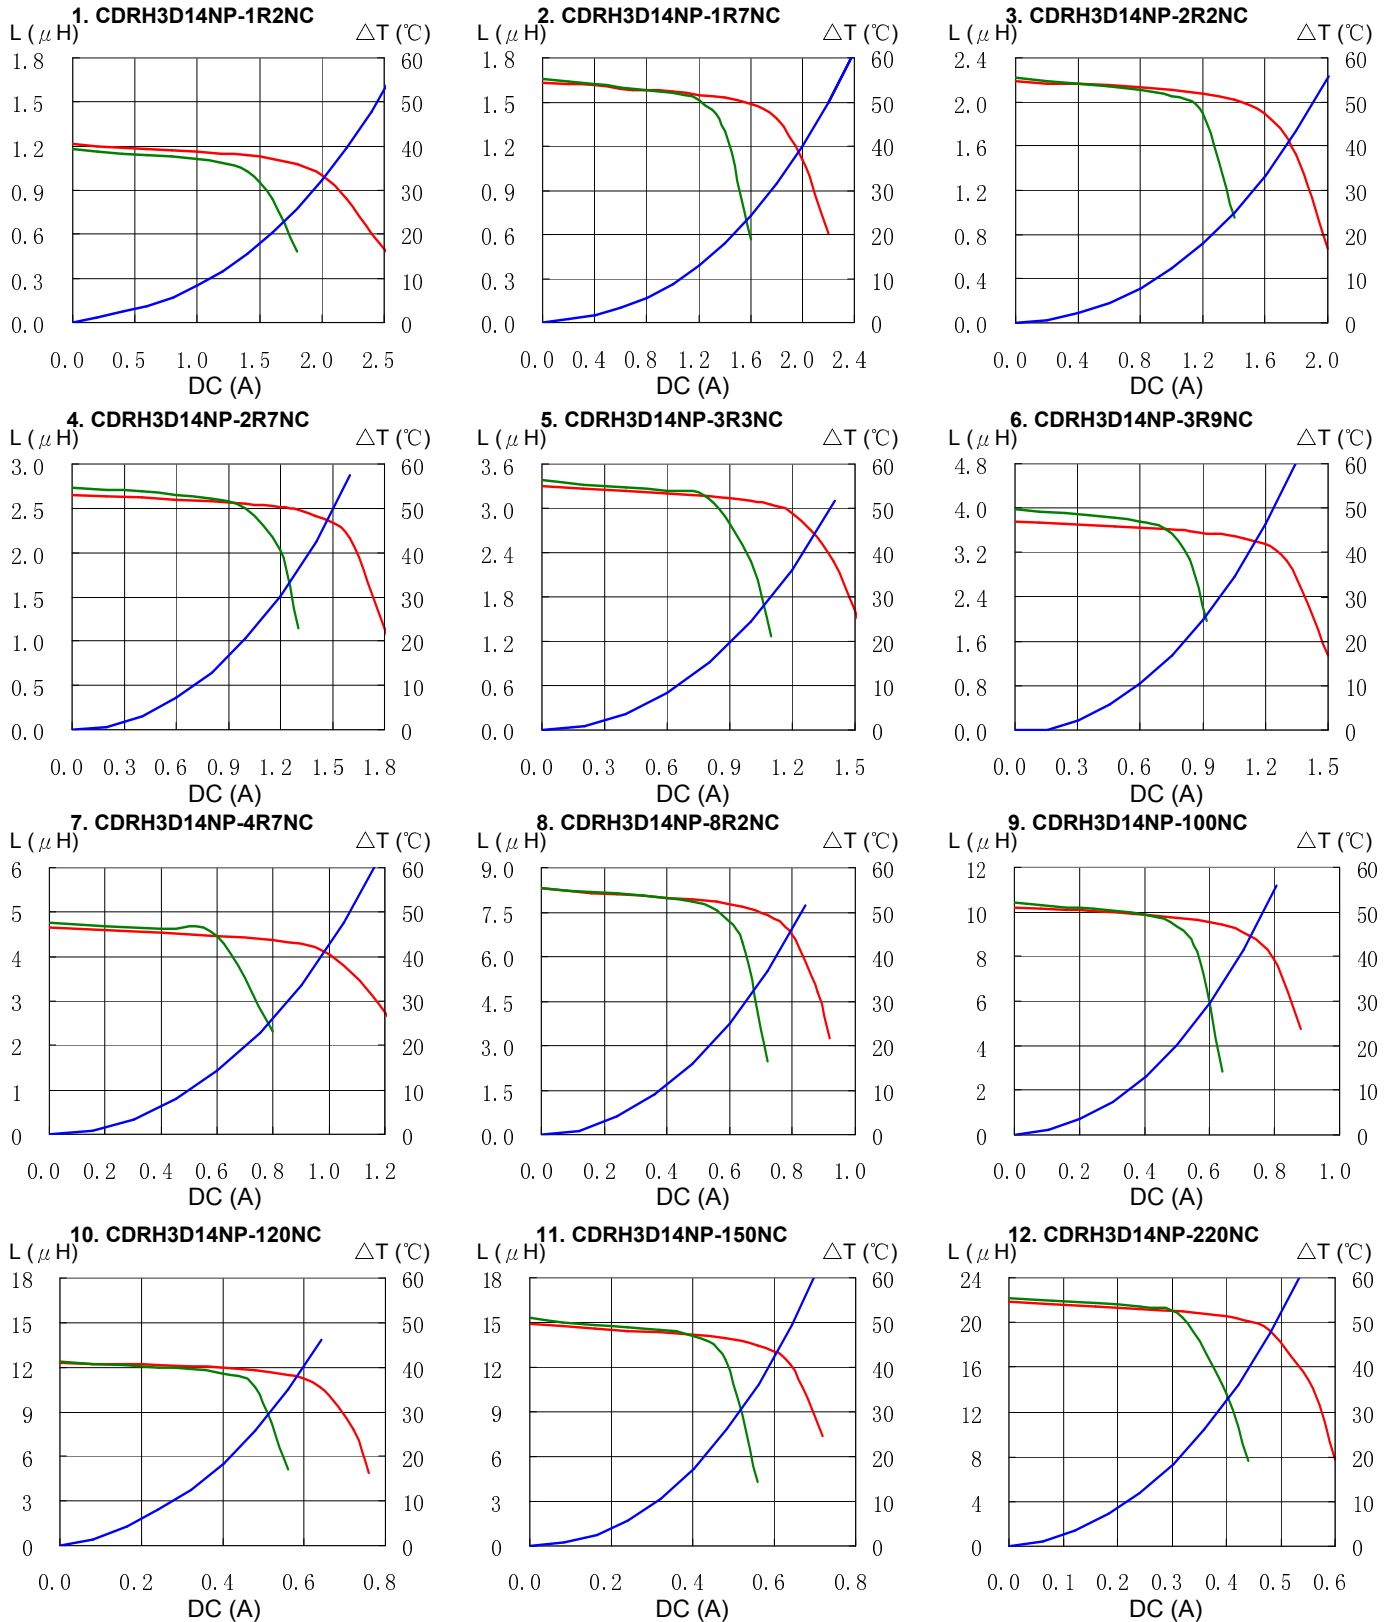 1. CDRH3D14NP-1R2NC
L (μH) △T (℃)
1.8 60
1.5 50
1.2 40
0.9 30
0.6 20
0.3 10
0.0 0
0.0 0.5 1.0 1.5 2.0 2.5
DC (A)
2. CDRH3D14NP-1R7NC
L (μH) △T (℃)
1.8 60
1.5 50
1.2 40
0.9 30
0.6 20
0.3 10
0.0 0
0.0 0.4 0.8 1.2 1.6 2.0 2.4
DC (A)
3. CDRH3D14NP-2R2NC
L (μH) △T (℃)
2.4 60
2.0 50
1.6 40
1.2 30
0.8 20
0.4 10
0.0 0
0.0 0.4 0.8 1.2 1.6 2.0
DC (A)
4. CDRH3D14NP-2R7NC
L (μH) △T (℃)
3.0 60
2.5 50
2.0 40
1.5 30
1.0 20
0.5 10
0.0 0
0.0 0.3 0.6 0.9 1.2 1.5 1.8
DC (A)
5. CDRH3D14NP-3R3NC
L (μH) △T (℃)
3.6 60
3.0 50
2.4 40
1.8 30
1.2 20
0.6 10
0.0 0
0.0 0.3 0.6 0.9 1.2 1.5
DC (A)
6. CDRH3D14NP-3R9NC
L (μH) △T (℃)
4.8 60
4.0 50
3.2 40
2.4 30
1.6 20
0.8 10
0.0 0
0.0 0.3 0.6 0.9 1.2 1.5
DC (A)
7. CDRH3D14NP-4R7NC
L (μH) △T (℃)
6 60
5 50
4 40
3 30
2 20
1 10
0 0
0.0 0.2 0.4 0.6 0.8 1.0 1.2
DC (A)
8. CDRH3D14NP-8R2NC
L (μH) △T (℃)
9.0 60
7.5 50
6.0 40
4.5 30
3.0 20
1.5 10
0.0 0
0.0 0.2 0.4 0.6 0.8 1.0
DC (A)
9. CDRH3D14NP-100NC
L (μH) △T (℃)
12 60
10 50
8 40
6 30
4 20
2 10
0 0
0.0 0.2 0.4 0.6 0.8 1.0
DC (A)
10. CDRH3D14NP-120NC
L (μH) △T (℃)
18 60
15 50
12 40
9 30
6 20
3 10
0 0
0.0 0.2 0.4 0.6 0.8
DC (A)
11. CDRH3D14NP-150NC
L (μH) △T (℃)
18 60
15 50
12 40
9 30
6 20
3 10
0 0
0.0 0.2 0.4 0.6 0.8
DC (A)
12. CDRH3D14NP-220NC
L (μH) △T (℃)
24 60
20 50
16 40
12 30
8 20
4 10
0 0
0.0 0.1 0.2 0.3 0.4 0.5 0.6
DC (A)